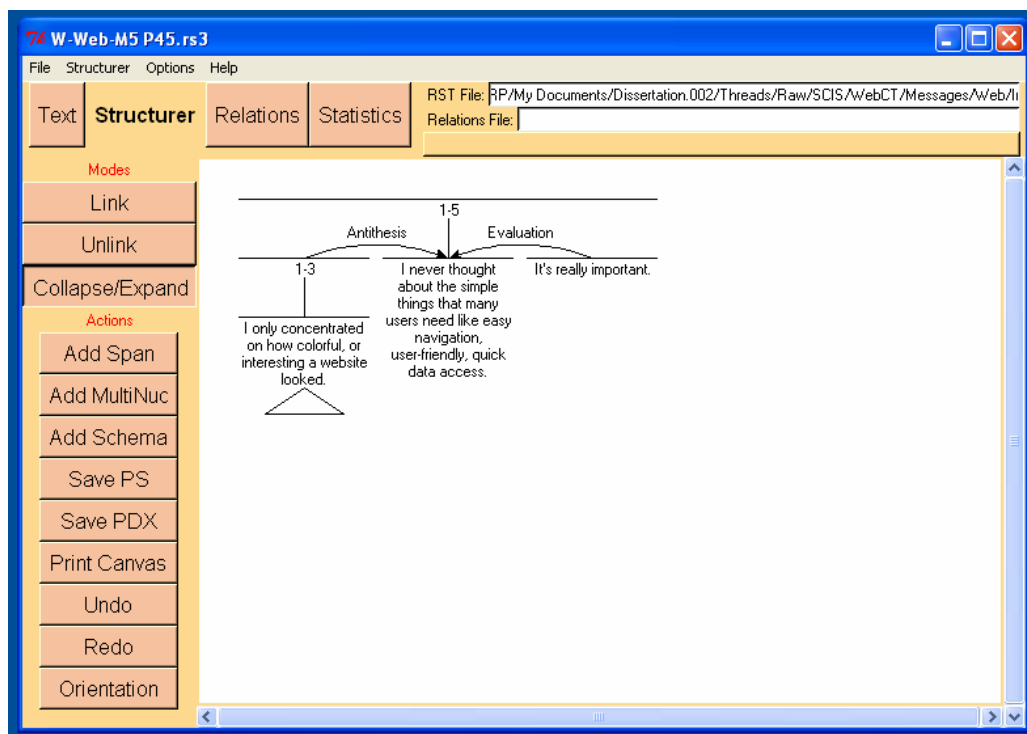 W-Web-M5 P45.rs3
File Structurer Options Help
Text Structurer Relations Statistics
RST File: RP/My Documents/Dissertation.002/Threads/Raw/SCIS/WebCT/Messages/Web/
Relations File:
Modes
Link
Unlink
Collapse/Expand
Actions
Add Span
Add MultiNuc
Add Schema
Save PS
Save PDX
Print Canvas
Undo
Redo
Orientation
1-5
Antithesis Evaluation
1-3
I only concentrated
on how colorful, or
interesting a website
looked.
I never thought
about the simple
things that many
users need like easy
navigation,
user-friendly, quick
data access.
It's really important.